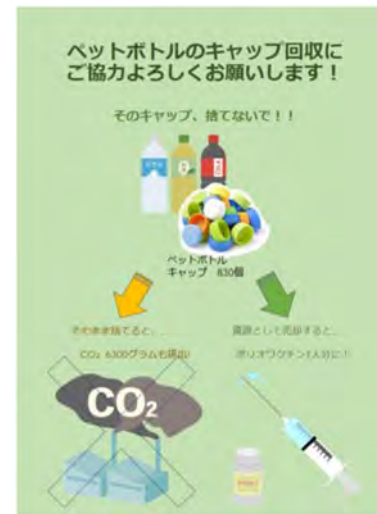 ペットボトルのキャップ回収に
ご協力よろしくお願いします！
そのキャップ、捨てないで！！
ペットボトル
キャップ 830個
そのまま捨てると、
資源として売却すると…
CO₂ 6300グラムも排出!
ポリオワクチン1人分に！
CO₂